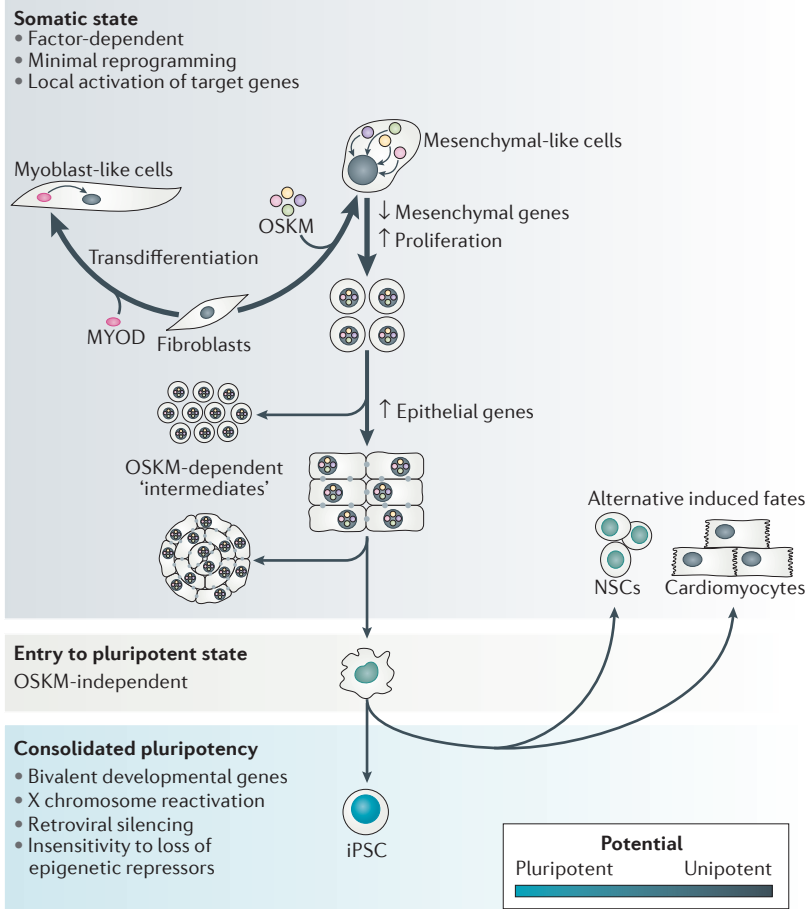 Somatic state
• Factor-dependent
• Minimal reprogramming
• Local activation of target genes
Mesenchymal-like cells
Myoblast-like cells
OSKM
↓ Mesenchymal genes
↑ Proliferation
Transdifferentiation
MYOD
Fibroblasts
↑ Epithelial genes
OSKM-dependent
‘intermediates’
Alternative induced fates
NSCs
Cardiomyocytes
Entry to pluripotent state
OSKM-independent
Consolidated pluripotency
• Bivalent developmental genes
• X chromosome reactivation
• Retroviral silencing
• Insensitivity to loss of
epigenetic repressors
iPSC
Potential
Pluripotent Unipotent